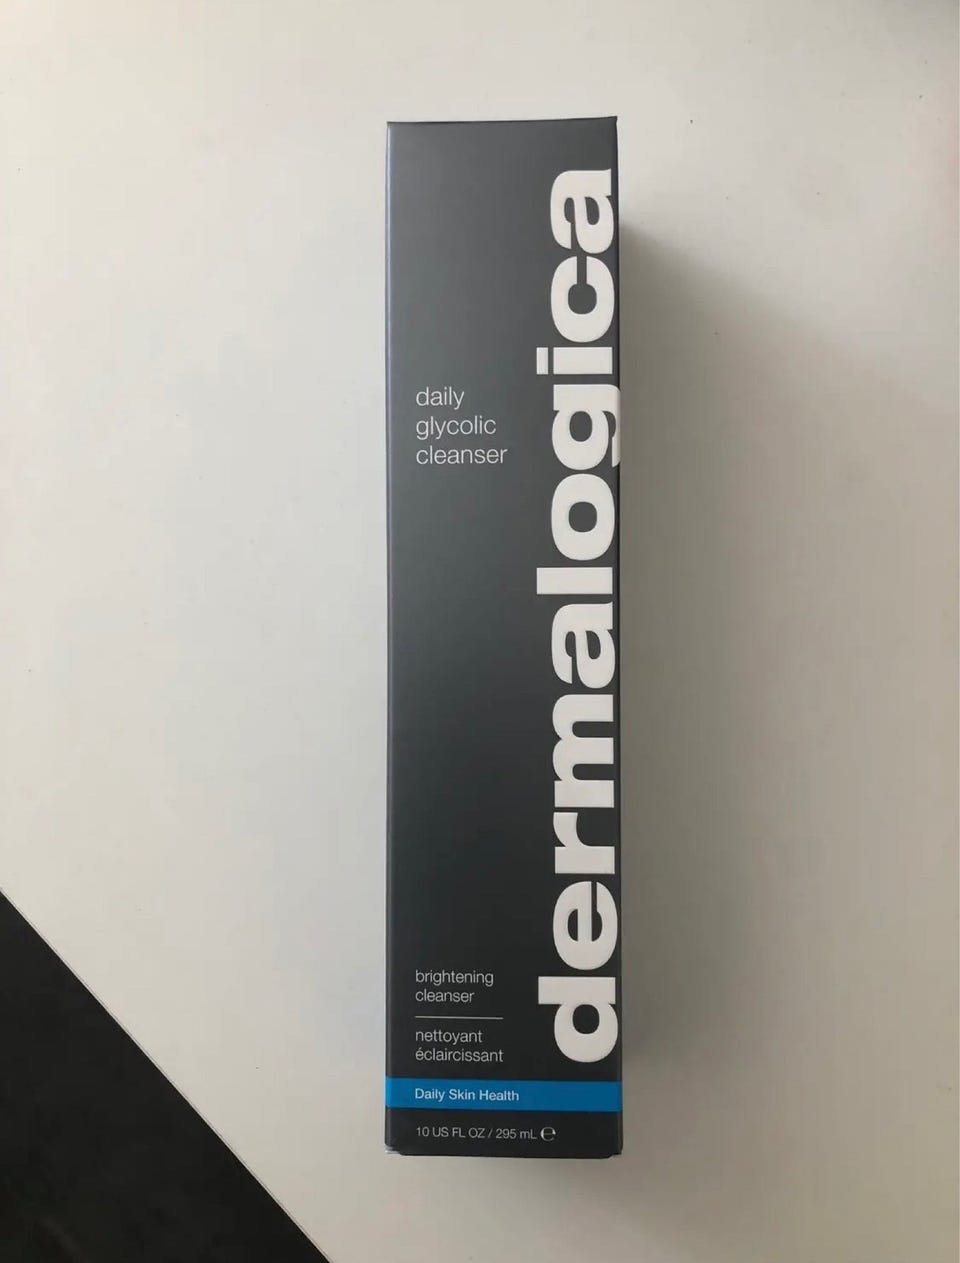 daily
glycolic
cleanser
dermalogica
brightening
cleanser
nettoyant
éclaircissant
Daily Skin Health
10 US FL OZ / 295 mL ℮